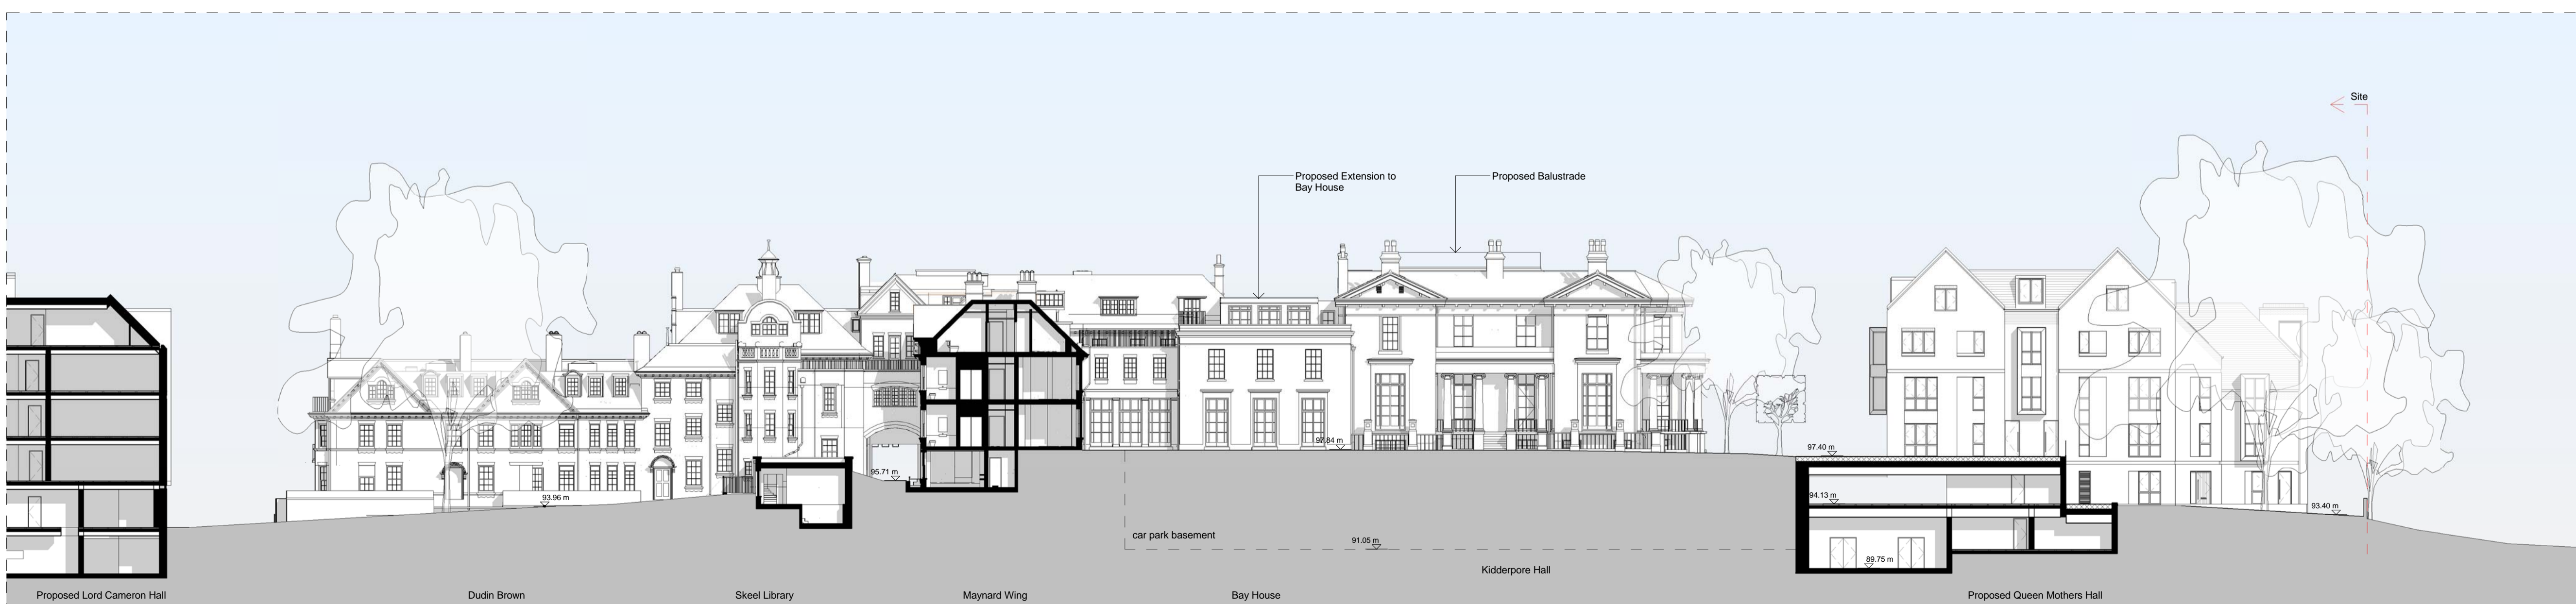 Site
Proposed Extension to
Bay House
Proposed Balustrade
97.84 m
97.40 m
95.71 m
94.13 m
93.96 m
93.40 m
car park basement
91.05 m
89.75 m
Kidderpore Hall
Proposed Lord Cameron Hall
Dudin Brown
Skeel Library
Maynard Wing
Bay House
Proposed Queen Mothers Hall